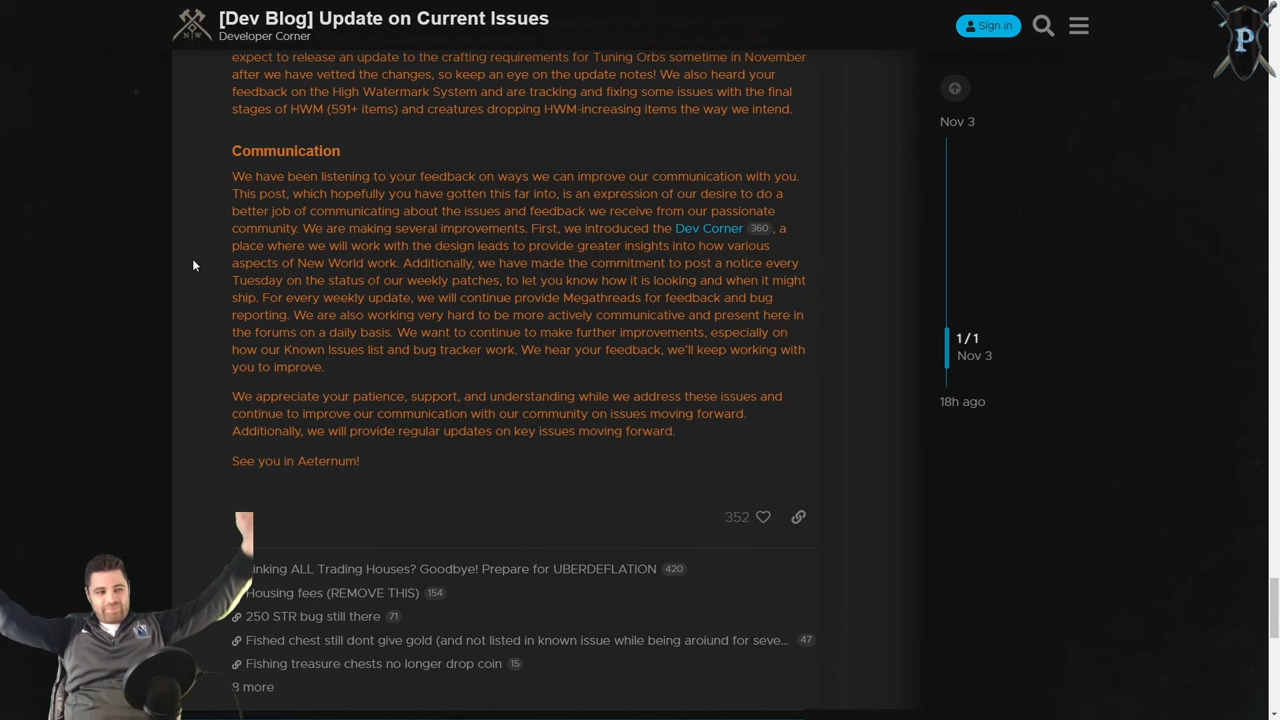 [Dev Blog] Update on Current Issues
Developer Corner
Sign in
P
N W
expect to release an update to the crafting requirements for Tuning Orbs sometime in November
after we have vetted the changes, so keep an eye on the update notes! We also heard your
feedback on the High Watermark System and are tracking and fixing some issues with the final
stages of HWM (591+ items) and creatures dropping HWM-increasing items the way we intend.
Communication
We have been listening to your feedback on ways we can improve our communication with you.
This post, which hopefully you have gotten this far into, is an expression of our desire to do a
better job of communicating about the issues and feedback we receive from our passionate
community. We are making several improvements. First, we introduced the Dev Corner 360, a
place where we will work with the design leads to provide greater insights into how various
aspects of New World work. Additionally, we have made the commitment to post a notice every
Tuesday on the status of our weekly patches, to let you know how it is looking and when it might
ship. For every weekly update, we will continue provide Megathreads for feedback and bug
reporting. We are also working very hard to be more actively communicative and present here in
the forums on a daily basis. We want to continue to make further improvements, especially on
how our Known Issues list and bug tracker work. We hear your feedback, we'll keep working with
you to improve.
We appreciate your patience, support, and understanding while we address these issues and
continue to improve our communication with our community on issues moving forward.
Additionally, we will provide regular updates on key issues moving forward.
See you in Aeternum!
352
inking ALL Trading Houses? Goodbye! Prepare for UBERDEFLATION 420
Housing fees (REMOVE THIS) 154
250 STR bug still there 71
Fished chest still dont give gold (and not listed in known issue while being aroiund for seve... 47
Fishing treasure chests no longer drop coin 15
8 more
Nov 3
1 / 1
Nov 3
18h ago